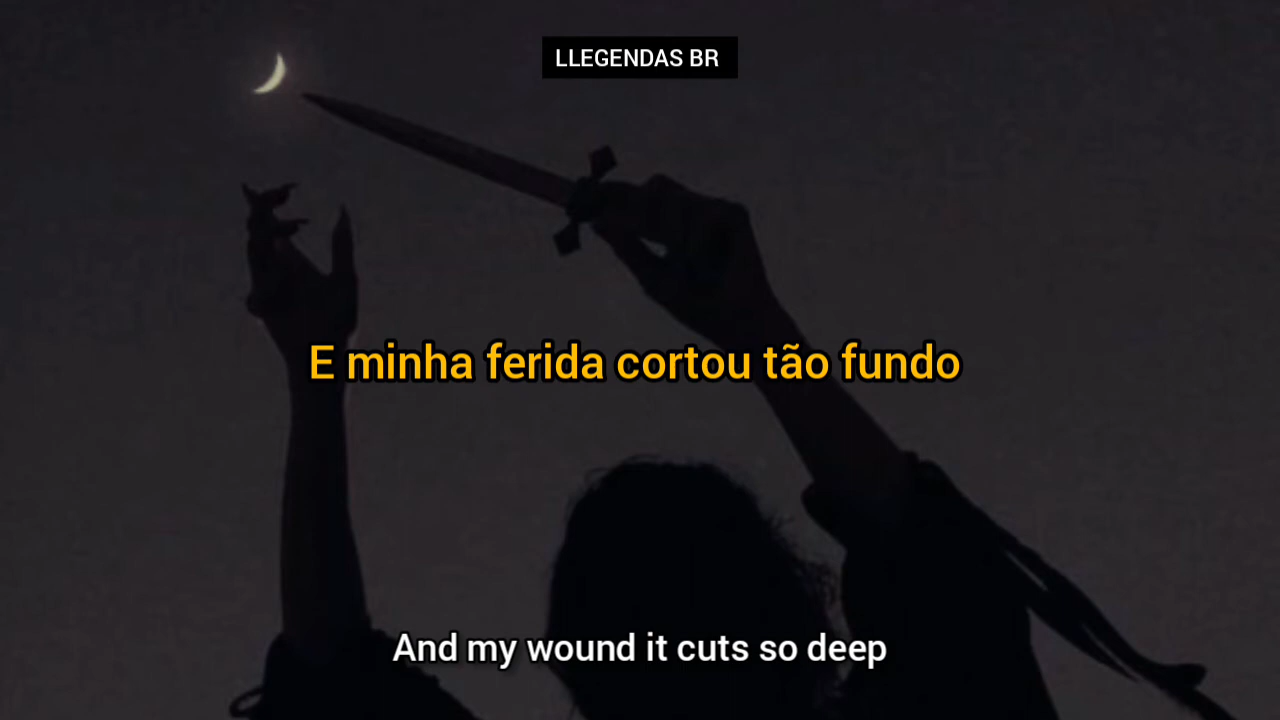 LLEGENDAS BR
E minha ferida cortou tão fundo
And my wound it cuts so deep